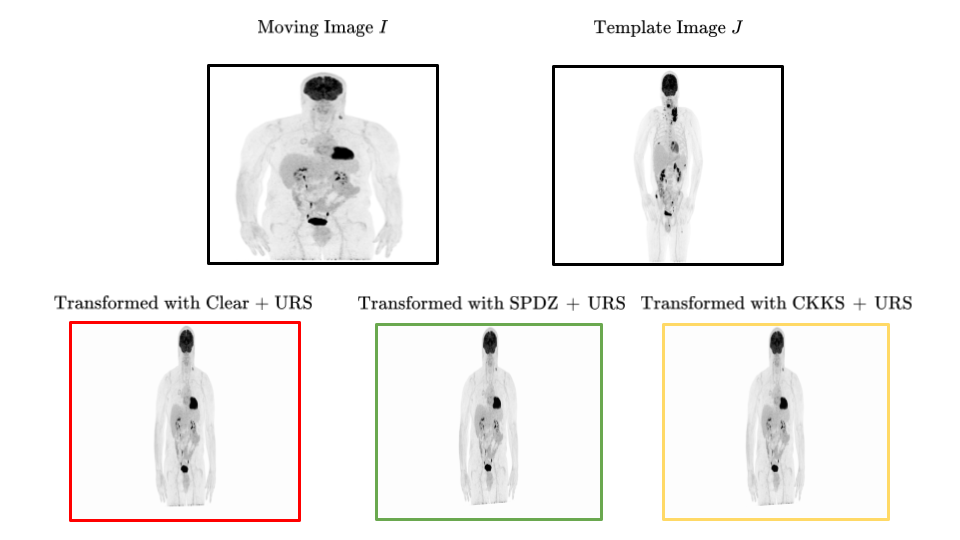 Moving Image I
Template Image J
Transformed with Clear + URS
Transformed with SPDZ + URS
Transformed with CKKS + URS